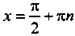 x = π/2 + πn